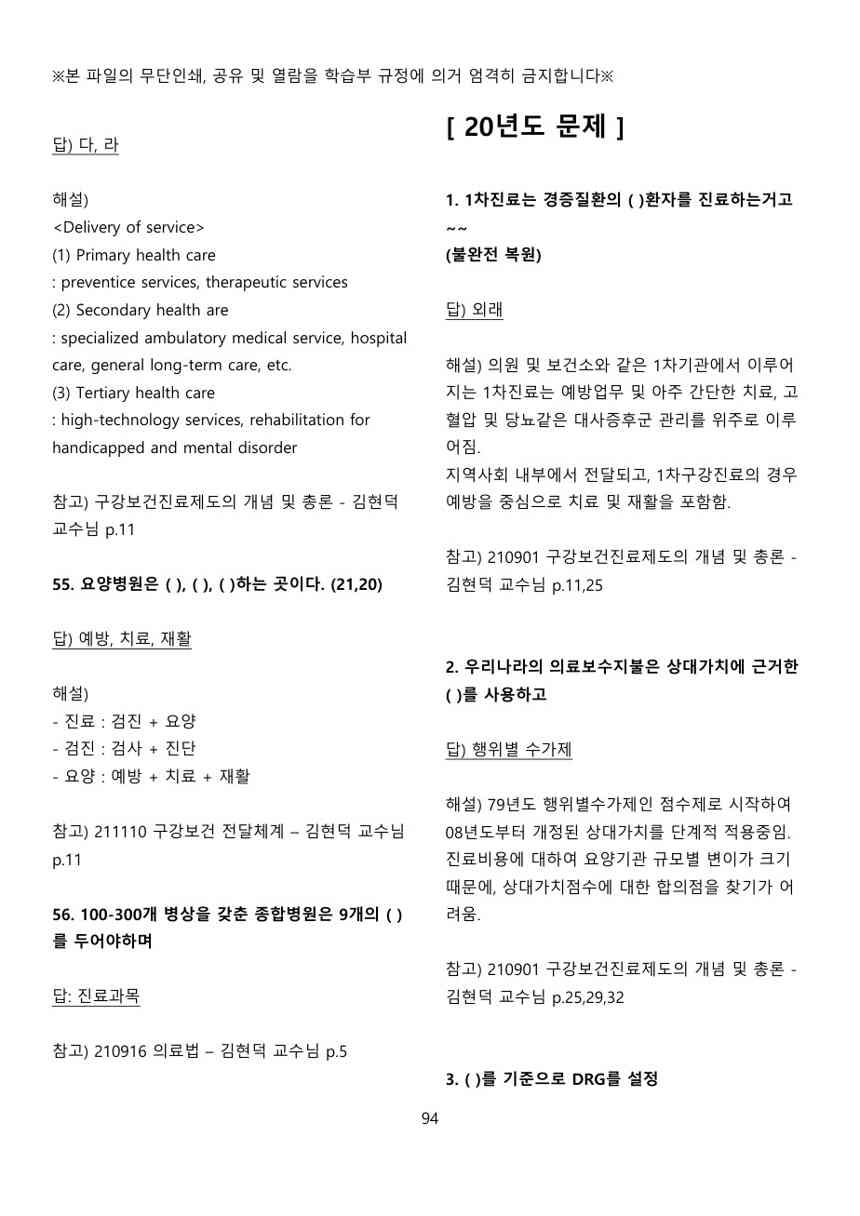 ※본 파일의 무단인쇄, 공유 및 열람을 학습부 규정에 의거 엄격히 금지합니다※
답) 다, 라
해설)
<Delivery of service>
(1) Primary health care
: preventice services, therapeutic services
(2) Secondary health are
: specialized ambulatory medical service, hospital
care, general long-term care, etc.
(3) Tertiary health care
: high-technology services, rehabilitation for
handicapped and mental disorder
참고) 구강보건진료제도의 개념 및 총론 - 김현덕
교수님 p.11
55. 요양병원은 ( ), ( ), ( )하는 곳이다. (21,20)
답) 예방, 치료, 재활
해설)
- 진료 : 검진 + 요양
- 검진 : 검사 + 진단
- 요양 : 예방 + 치료 + 재활
참고) 211110 구강보건 전달체계 – 김현덕 교수님
p.11
56. 100-300개 병상을 갖춘 종합병원은 9개의 ( )
를 두어야하며
답: 진료과목
참고) 210916 의료법 – 김현덕 교수님 p.5
[ 20년도 문제 ]
1. 1차진료는 경증질환의 ( )환자를 진료하는거고
~~
(불완전 복원)
답) 외래
해설) 의원 및 보건소와 같은 1차기관에서 이루어
지는 1차진료는 예방업무 및 아주 간단한 치료, 고
혈압 및 당뇨같은 대사증후군 관리를 위주로 이루
어짐.
지역사회 내부에서 전달되고, 1차구강진료의 경우
예방을 중심으로 치료 및 재활을 포함함.
참고) 210901 구강보건진료제도의 개념 및 총론 -
김현덕 교수님 p.11,25
2. 우리나라의 의료보수지불은 상대가치에 근거한
( )를 사용하고
답) 행위별 수가제
해설) 79년도 행위별수가제인 점수제로 시작하여
08년도부터 개정된 상대가치를 단계적 적용중임.
진료비용에 대하여 요양기관 규모별 변이가 크기
때문에, 상대가치점수에 대한 합의점을 찾기가 어
려움.
참고) 210901 구강보건진료제도의 개념 및 총론 -
김현덕 교수님 p.25,29,32
3. ( )를 기준으로 DRG를 설정
94